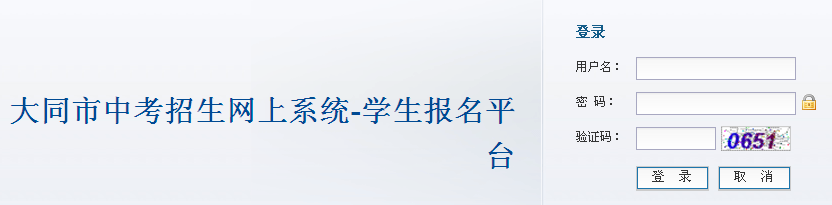 大同市中考招生网上系统-学生报名平
台
登录
用户名：
密 码：
验证码： 0651
登 录 取 消